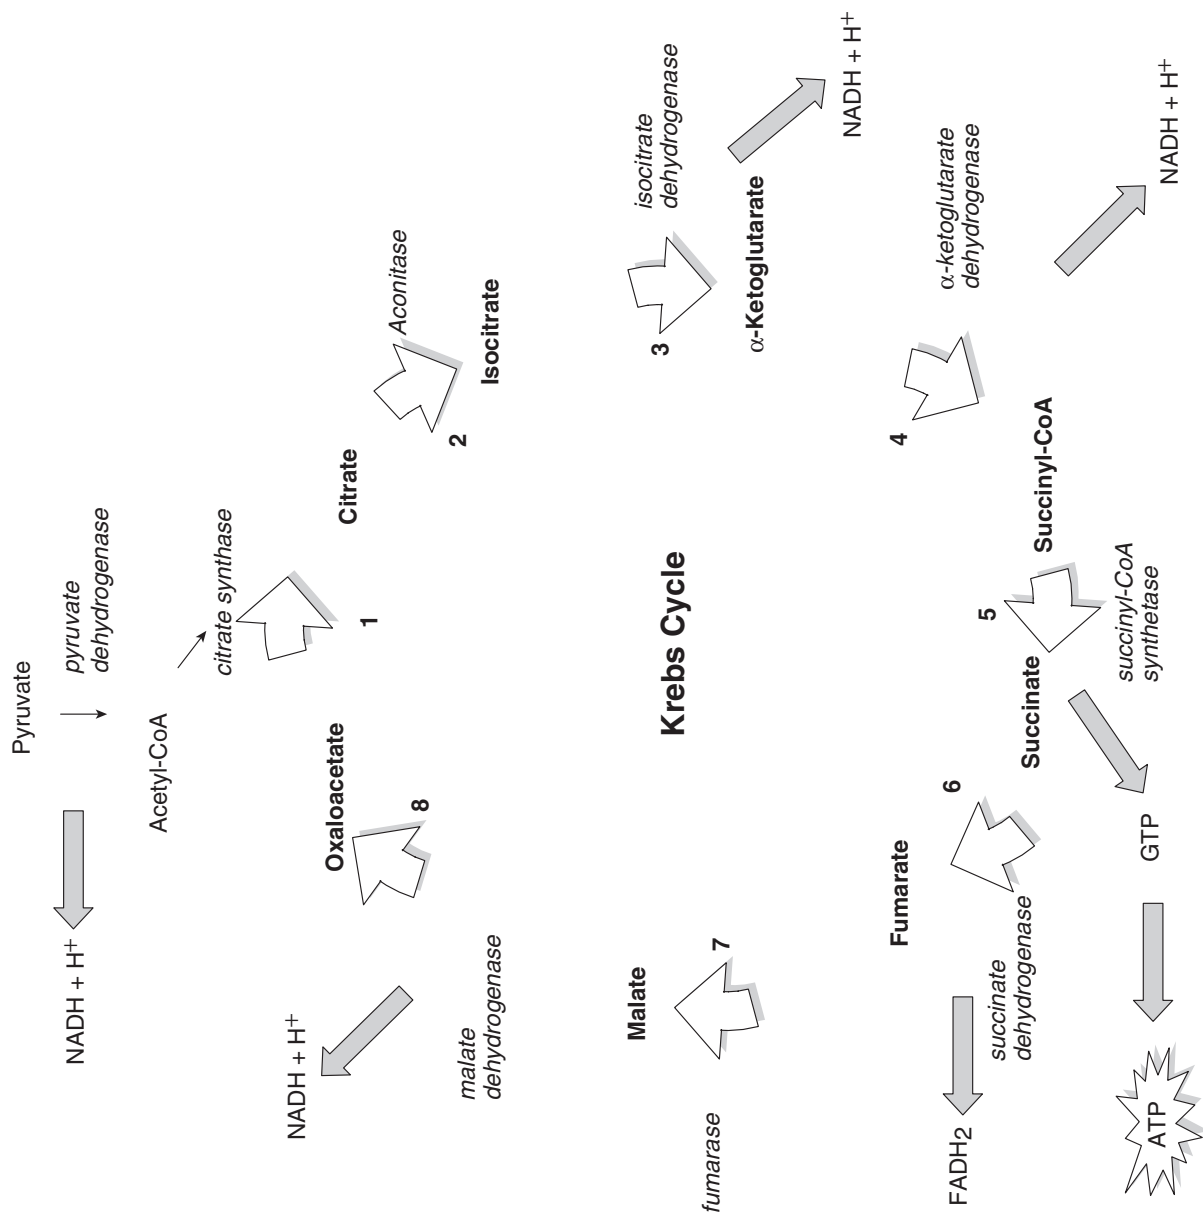 Pyruvate
pyruvate
dehydrogenase
NADH + H+
Acetyl-CoA
citrate synthase
1
Citrate
Aconitase
2
Isocitrate
isocitrate
dehydrogenase
3
α-Ketoglutarate
NADH + H+
α-ketoglutarate
dehydrogenase
4
NADH + H+
Succinyl-CoA
5
succinyl-CoA
synthetase
Succinate
GTP
ATP
6
succinate
dehydrogenase
FADH2
Fumarate
7
fumarase
Malate
malate
dehydrogenase
8
NADH + H+
Oxaloacetate
Krebs Cycle